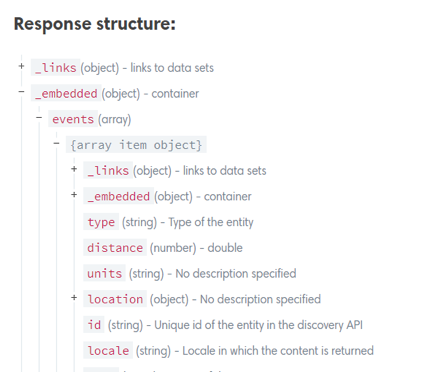 Response structure:
+ _links (object) - links to data sets
− _embedded (object) - container
− events (array)
− {array item object}
+ _links (object) - links to data sets
+ _embedded (object) - container
type (string) - Type of the entity
distance (number) - double
units (string) - No description specified
+ location (object) - No description specified
id (string) - Unique id of the entity in the discovery API
locale (string) - Locale in which the content is returned